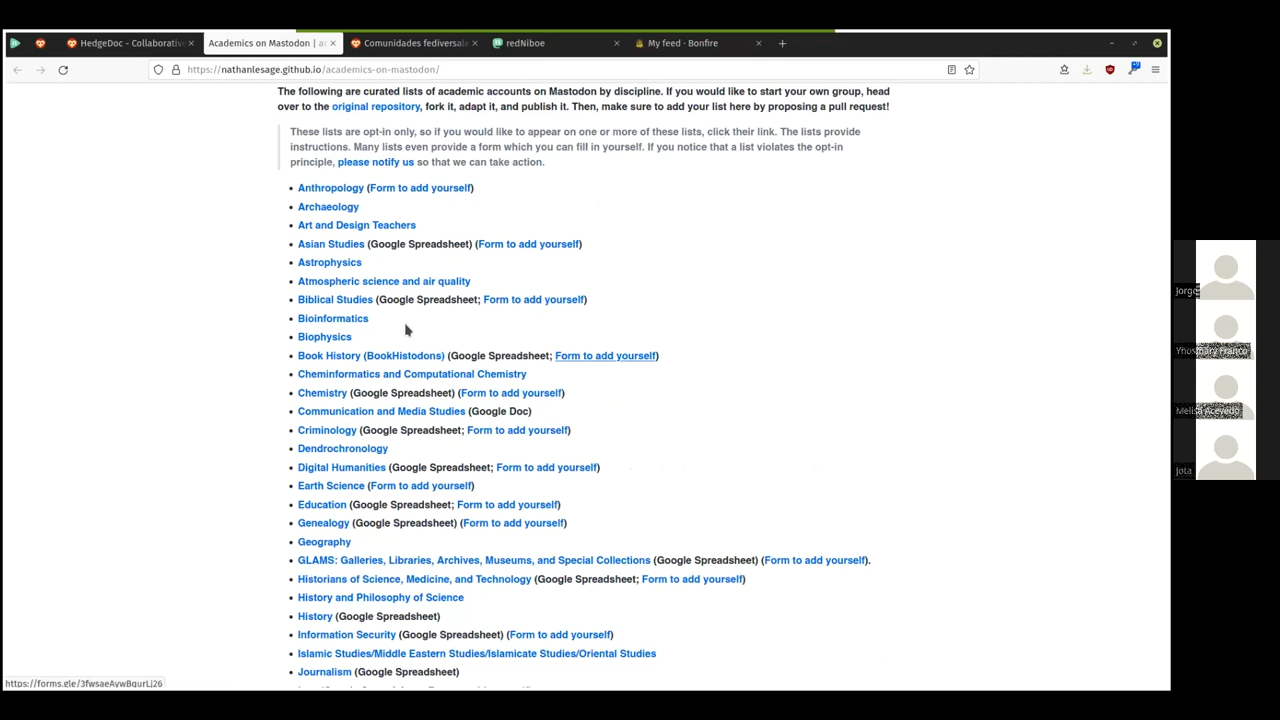 HedgeDoc - Collaborative
Academics on Mastodon | ac
Comunidades fediversale
redNiboe
My feed · Bonfire
https://nathanlesage.github.io/academics-on-mastodon/
The following are curated lists of academic accounts on Mastodon by discipline. If you would like to start your own group, head
over to the original repository, fork it, adapt it, and publish it. Then, make sure to add your list here by proposing a pull request!
These lists are opt-in only, so if you would like to appear on one or more of these lists, click their link. The lists provide
instructions. Many lists even provide a form which you can fill in yourself. If you notice that a list violates the opt-in
principle, please notify us so that we can take action.
• Anthropology (Form to add yourself)
• Archaeology
• Art and Design Teachers
• Asian Studies (Google Spreadsheet) (Form to add yourself)
• Astrophysics
• Atmospheric science and air quality
• Biblical Studies (Google Spreadsheet; Form to add yourself)
• Bioinformatics
• Biophysics
• Book History (BookHistodons) (Google Spreadsheet; Form to add yourself)
• Cheminformatics and Computational Chemistry
• Chemistry (Google Spreadsheet) (Form to add yourself)
• Communication and Media Studies (Google Doc)
• Criminology (Google Spreadsheet; Form to add yourself)
• Dendrochronology
• Digital Humanities (Google Spreadsheet; Form to add yourself)
• Earth Science (Form to add yourself)
• Education (Google Spreadsheet; Form to add yourself)
• Genealogy (Google Spreadsheet) (Form to add yourself)
• Geography
• GLAMS: Galleries, Libraries, Archives, Museums, and Special Collections (Google Spreadsheet) (Form to add yourself).
• Historians of Science, Medicine, and Technology (Google Spreadsheet; Form to add yourself)
• History and Philosophy of Science
• History (Google Spreadsheet)
• Information Security (Google Spreadsheet) (Form to add yourself)
• Islamic Studies/Middle Eastern Studies/Islamicate Studies/Oriental Studies
• Journalism (Google Spreadsheet)
Jorge
Yhosmary Franco
Melisa Acevedo
jota